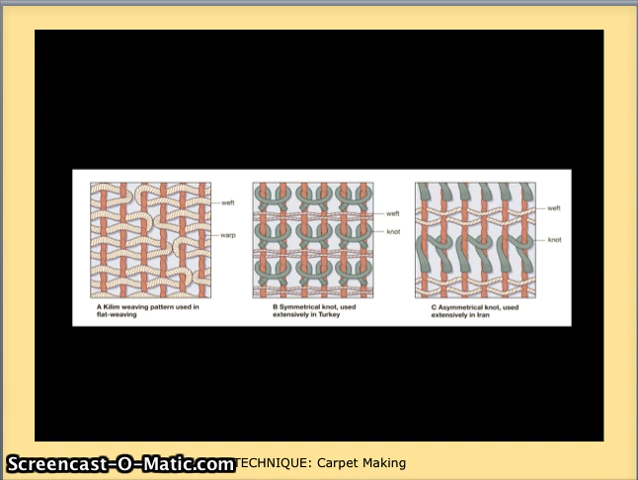 weft
warp
A Kilim weaving pattern used in
flat-weaving
weft
knot
B Symmetrical knot, used
extensively in Turkey
weft
knot
C Asymmetrical knot, used
extensively in Iran
TECHNIQUE: Carpet Making
Screencast-O-Matic.com